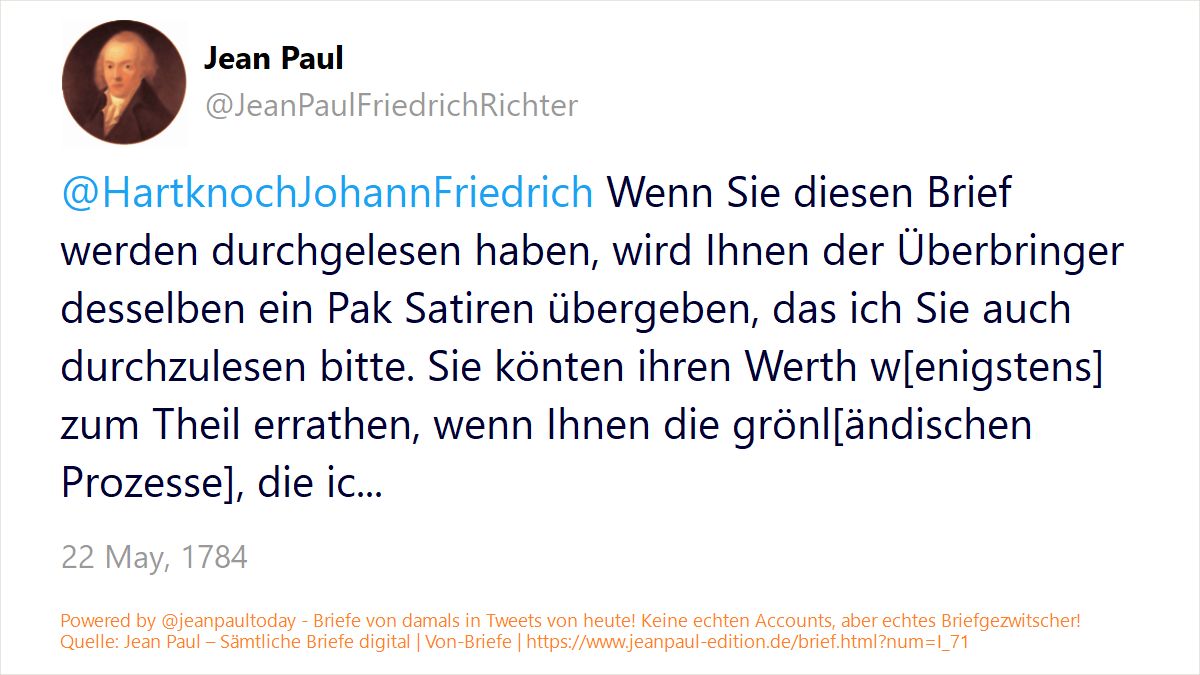 Jean Paul
@JeanPaulFriedrichRichter
@HartknochJohannFriedrich Wenn Sie diesen Brief
werden durchgelesen haben, wird Ihnen der Überbringer
desselben ein Pak Satiren übergeben, das ich Sie auch
durchzulesen bitte. Sie könten ihren Werth w[enigstens]
zum Theil errathen, wenn Ihnen die grönl[ändischen
Prozesse], die ic...
22 May, 1784
Powered by @jeanpaultoday - Briefe von damals in Tweets von heute! Keine echten Accounts, aber echtes Briefgezwitscher!
Quelle: Jean Paul – Sämtliche Briefe digital | Von-Briefe | https://www.jeanpaul-edition.de/brief.html?num=I_71